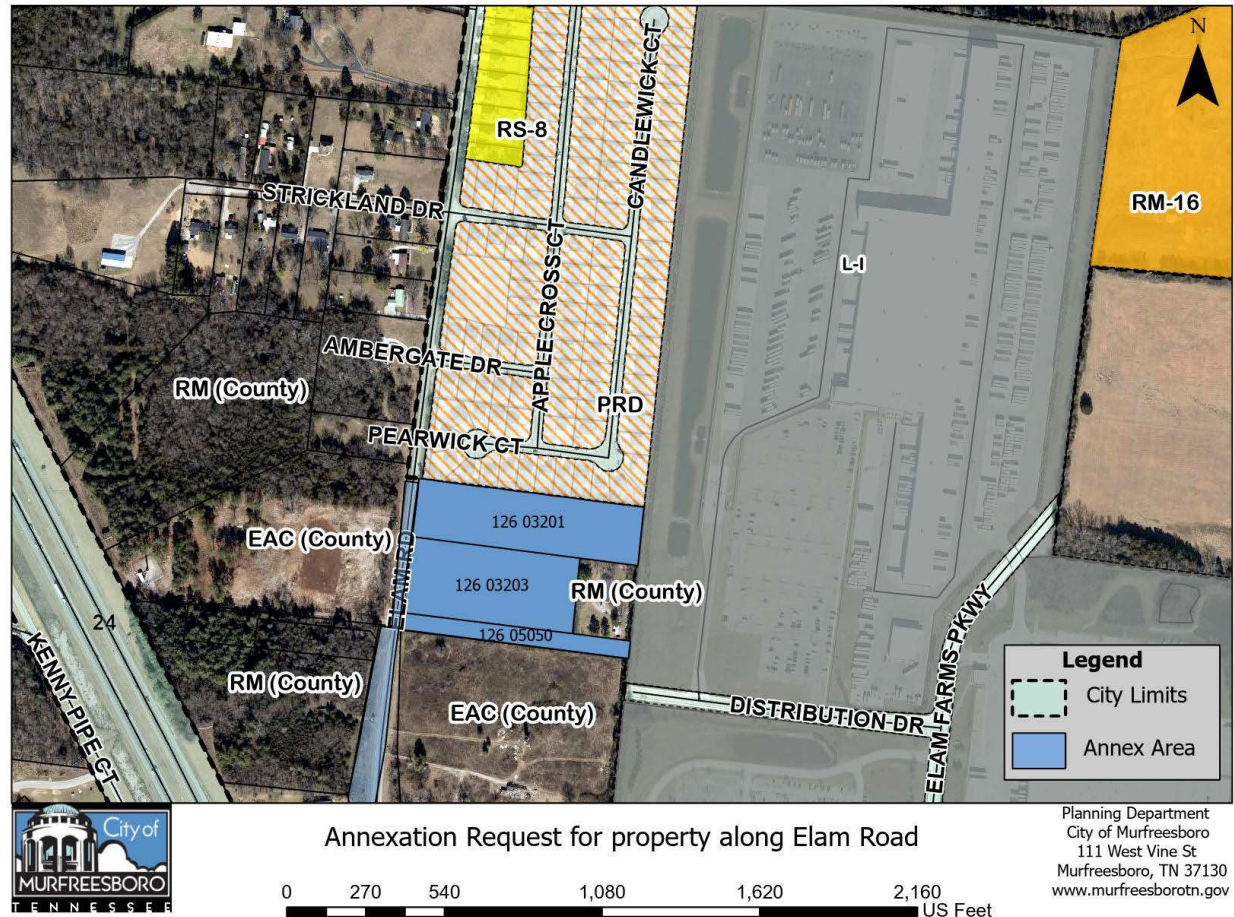 N
CANDLEWICK CT
RS-8
RM-16
STRICKLAND DR
APPLECROSS CT
L-I
AMBERGATE DR
RM (County)
PRD
PEARWICK CT
126 03201
EAC (County)
ELAM RD
126 03203
RM (County)
24
126 05050
KENNY-PIPE-CT
RM (County)
EAC (County)
DISTRIBUTION DR
ELAM-FARMS-PKWY
Legend
City Limits
Annex Area
City of
MURFREESBORO
TENNESSEE
Annexation Request for property along Elam Road
0 270 540 1,080 1,620 2,160
US Feet
Planning Department
City of Murfreesboro
111 West Vine St
Murfreesboro, TN 37130
www.murfreesborotn.gov